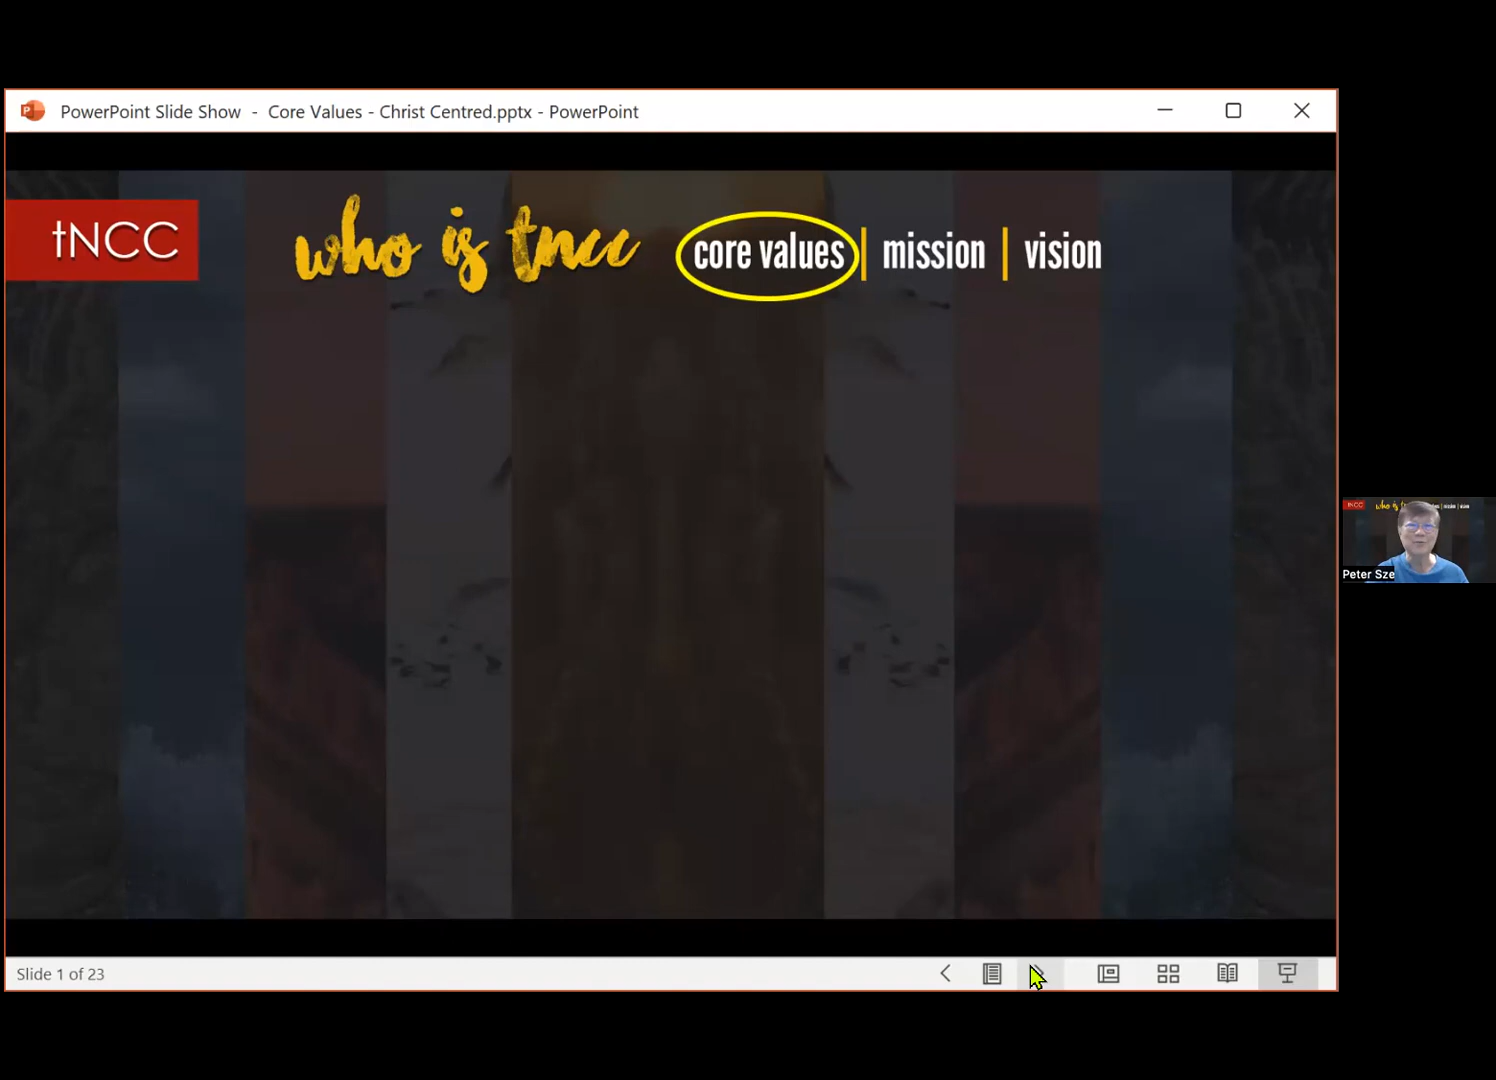 PowerPoint Slide Show - Core Values - Christ Centred.pptx - PowerPoint
tNCC
who is tncc
core values | mission | vision
Peter Sze
Slide 1 of 23